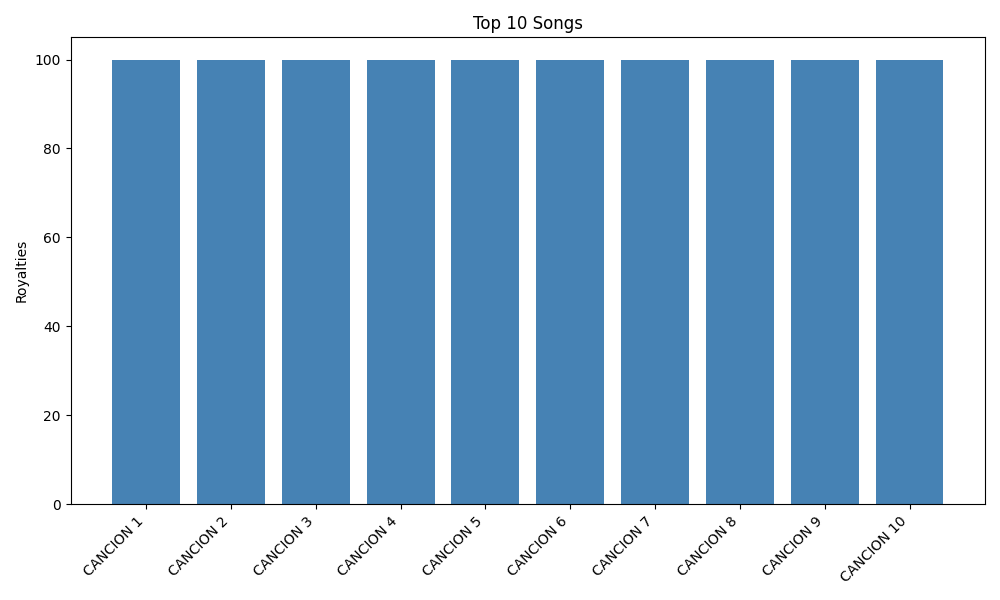 Top 10 Songs
Royalties
100
80
60
40
20
0
CANCION 1
CANCION 2
CANCION 3
CANCION 4
CANCION 5
CANCION 6
CANCION 7
CANCION 8
CANCION 9
CANCION 10